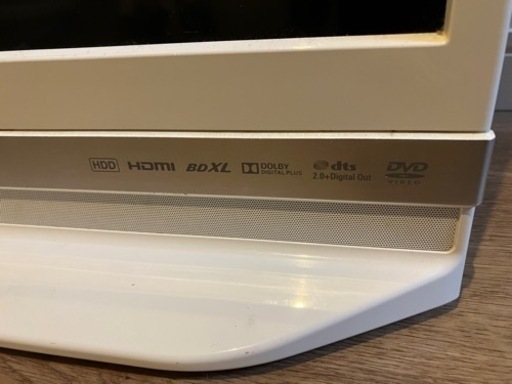 HDD HDMI BDXL DOLBY DIGITAL PLUS dts 2.0+Digital Out DVD VIDEO